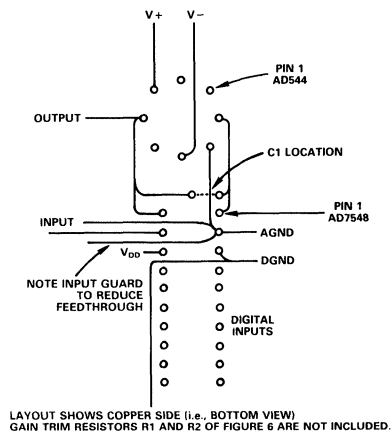 V+
V−
PIN 1
AD544
OUTPUT
C1 LOCATION
PIN 1
AD7548
INPUT
AGND
VDD
DGND
NOTE INPUT GUARD
TO REDUCE
FEEDTHROUGH
DIGITAL
INPUTS
LAYOUT SHOWS COPPER SIDE (i.e., BOTTOM VIEW)
GAIN TRIM RESISTORS R1 AND R2 OF FIGURE 6 ARE NOT INCLUDED.